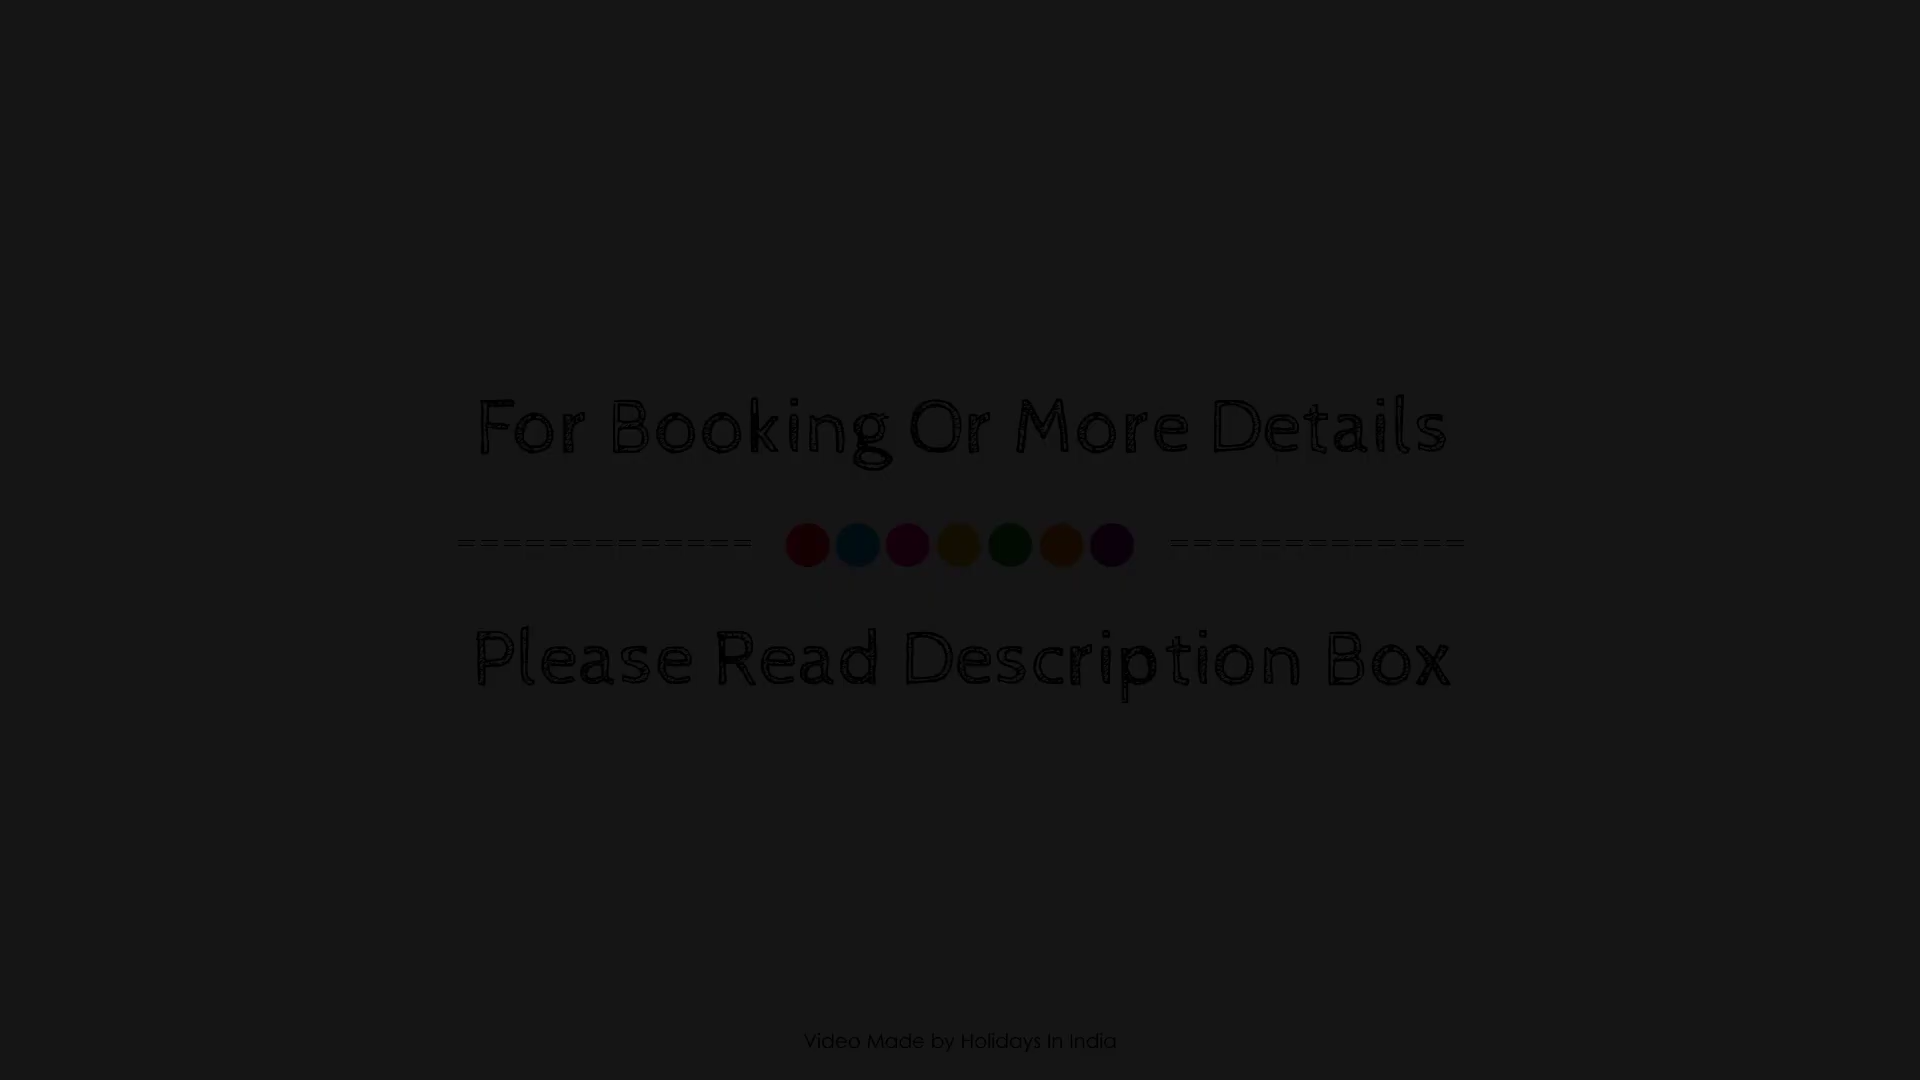 For Booking Or More Details
============= =============
Please Read Description Box
Video Made by Holidays In India